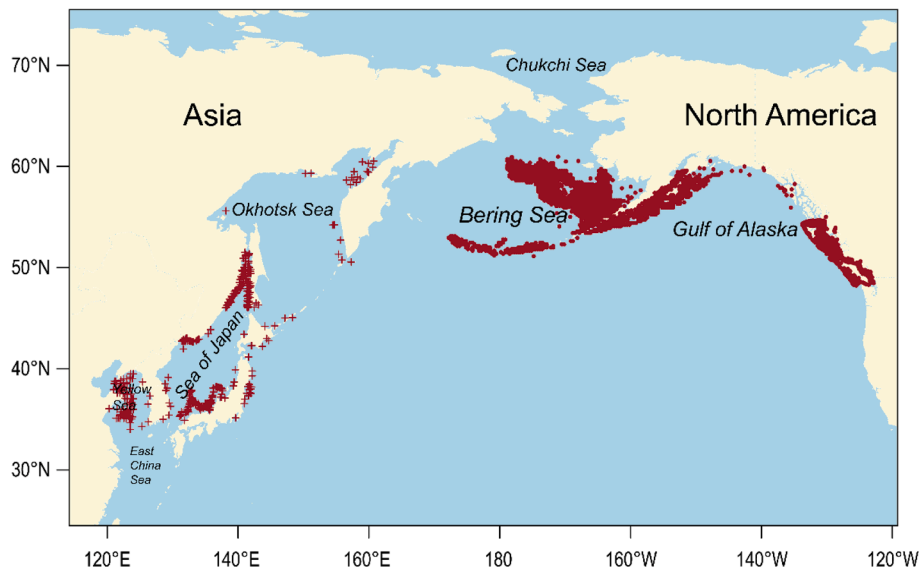 70°N
60°N
50°N
40°N
30°N
Chukchi Sea
Asia
North America
Okhotsk Sea
Bering Sea
Gulf of Alaska
Sea of Japan
Yellow
Sea
East
China
Sea
120°E
140°E
160°E
180
160°W
140°W
120°W